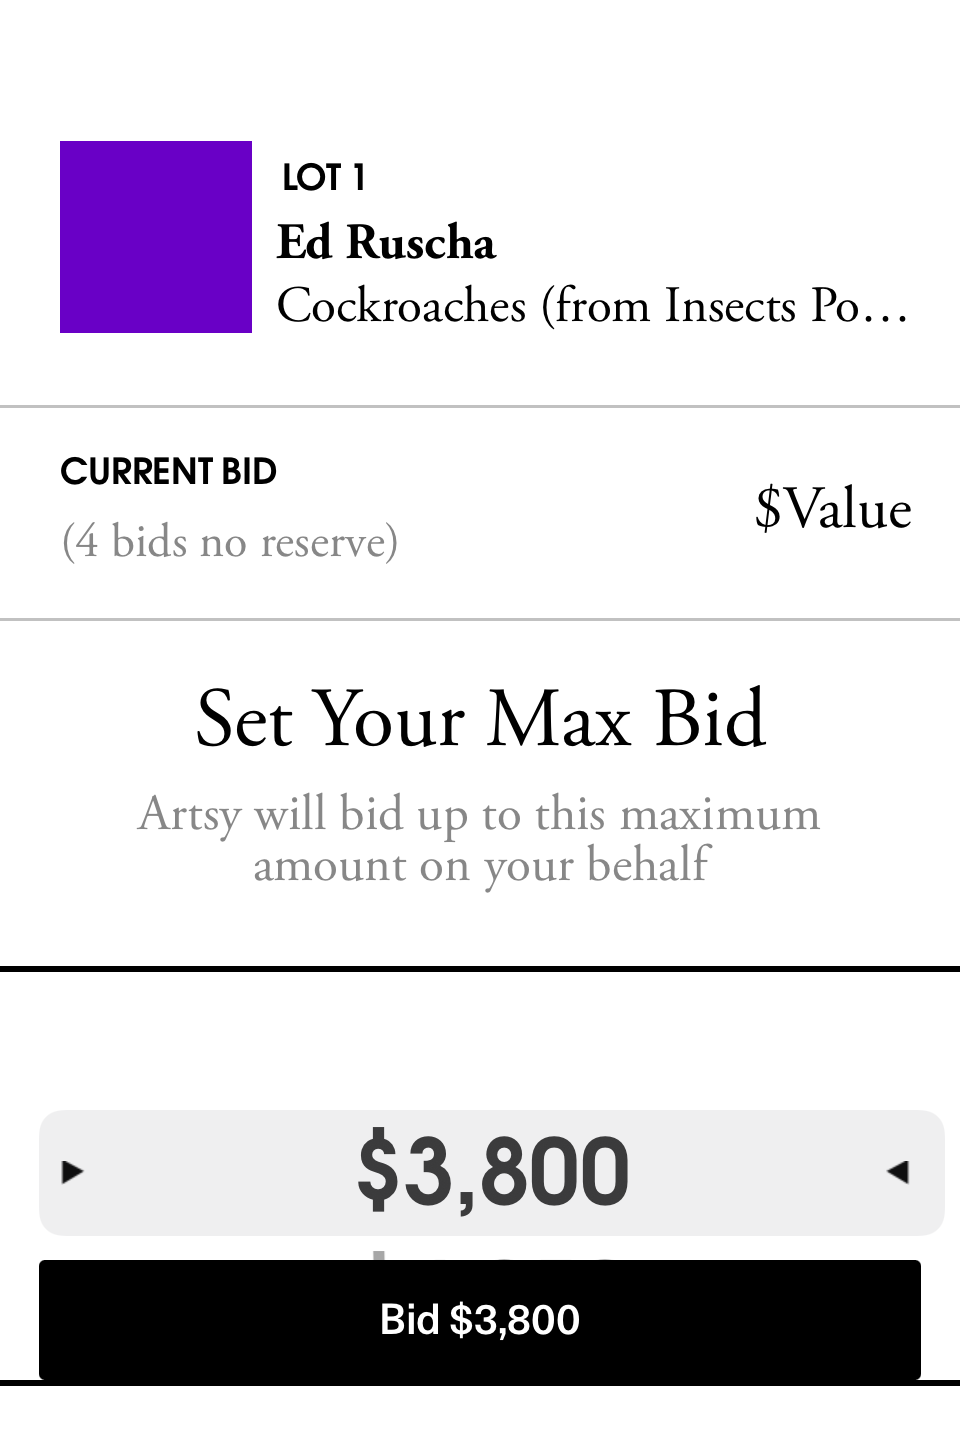 LOT 1
Ed Ruscha
Cockroaches (from Insects Po…
CURRENT BID
$Value
(4 bids no reserve)
Set Your Max Bid
Artsy will bid up to this maximum
amount on your behalf
$3,800
Bid $3,800